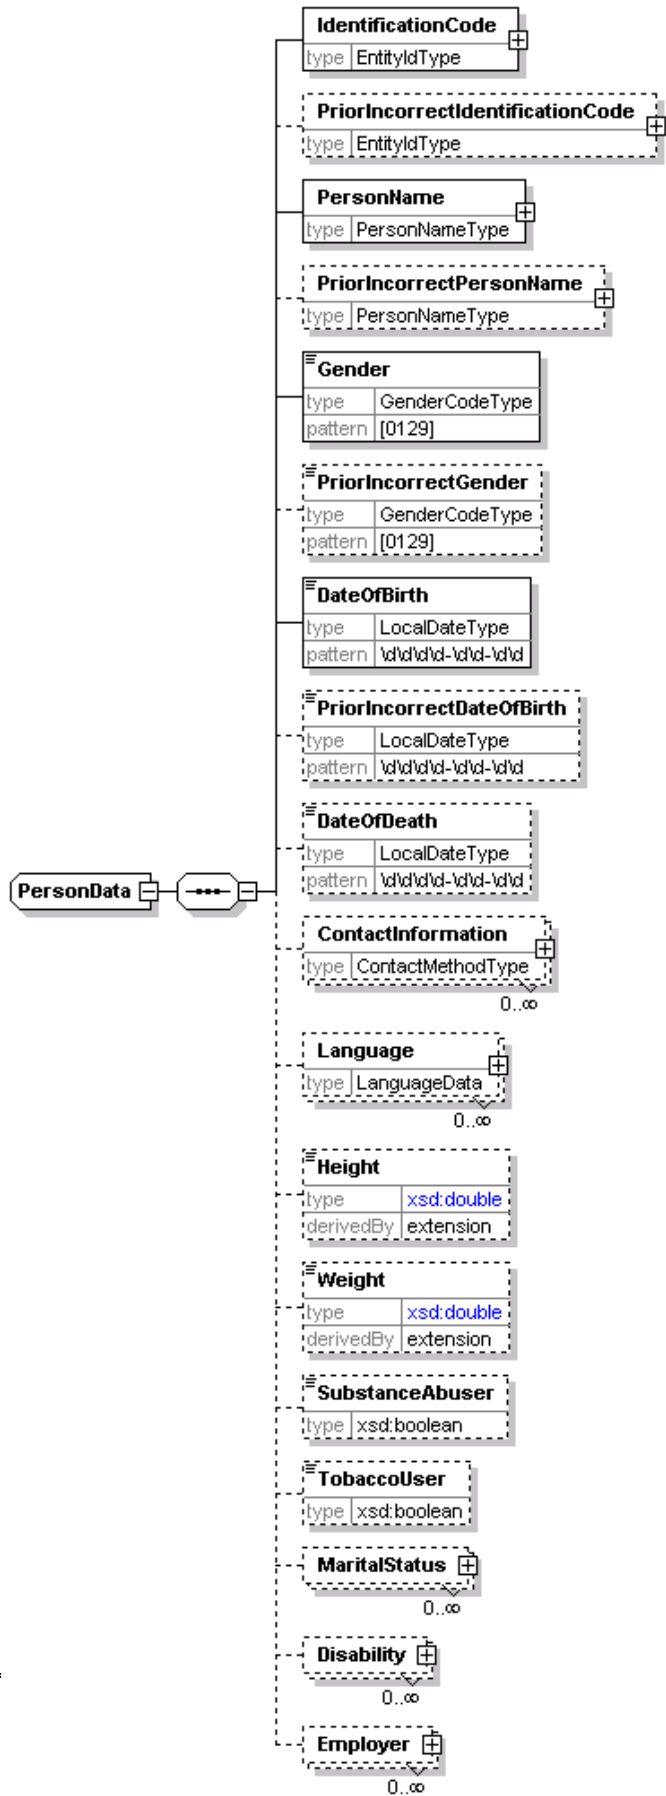 IdentificationCode
type EntityIdType
PriorIncorrectIdentificationCode
type EntityIdType
PersonName
type PersonNameType
PriorIncorrectPersonName
type PersonNameType
Gender
type GenderCodeType
pattern [0129]
PriorIncorrectGender
type GenderCodeType
pattern [0129]
DateOfBirth
type LocalDateType
pattern \d\d\d\d-\d\d-\d\d
PriorIncorrectDateOfBirth
type LocalDateType
pattern \d\d\d\d-\d\d-\d\d
DateOfDeath
type LocalDateType
pattern \d\d\d\d-\d\d-\d\d
PersonData
ContactInformation
type ContactMethodType
0..∞
Language
type LanguageData
0..∞
Height
type xsd:double
derivedBy extension
Weight
type xsd:double
derivedBy extension
SubstanceAbuser
type xsd:boolean
TobaccoUser
type xsd:boolean
MaritalStatus
0..∞
Disability
0..∞
Employer
0..∞